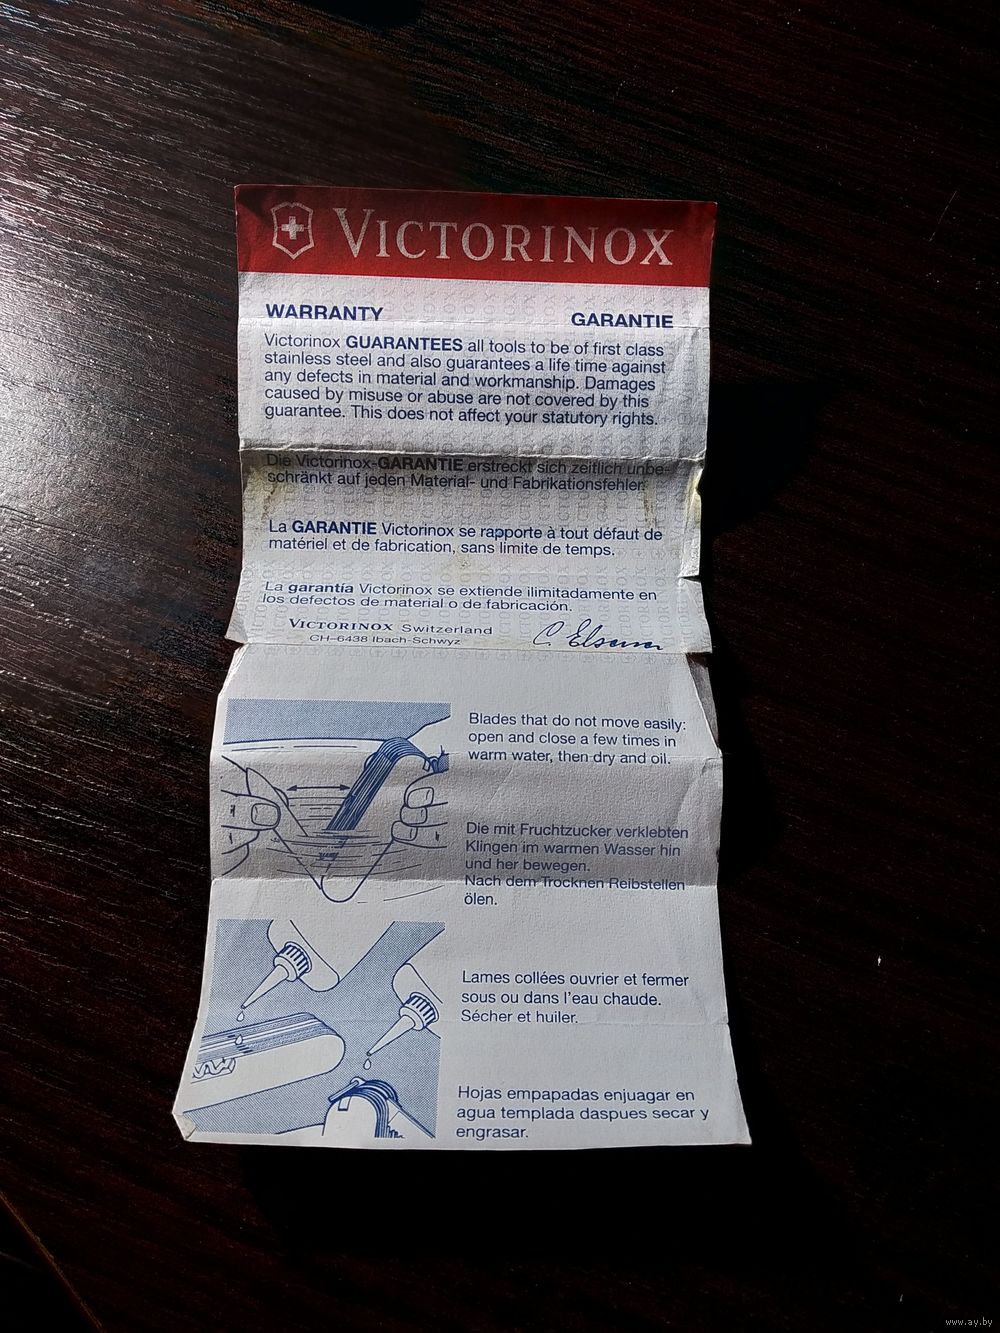 VICTORINOX
WARRANTY
GARANTIE
Victorinox GUARANTEES all tools to be of first class
stainless steel and also guarantees a life time against
any defects in material and workmanship. Damages
caused by misuse or abuse are not covered by this
guarantee. This does not affect your statutory rights.
Die Victorinox-GARANTIE erstreckt sich zeitlich unbe-
schränkt auf jeden Material- und Fabrikationsfehler.
La GARANTIE Victorinox se rapporte à tout défaut de
matériel et de fabrication, sans limite de temps.
La garantía Victorinox se extiende ilimitadamente en
los defectos de material o de fabricación.
VICTORINOX Switzerland
CH–6438 Ibach-Schwyz
C. Elsener
Blades that do not move easily:
open and close a few times in
warm water, then dry and oil.
Die mit Fruchtzucker verklebten
Klingen im warmen Wasser hin
und her bewegen.
Nach dem Trocknen Reibstellen
ölen.
Lames collées ouvrier et fermer
sous ou dans l'eau chaude.
Sécher et huiler.
Hojas empapadas enjuagar en
agua templada daspues secar y
engrasar.
www.ay.by